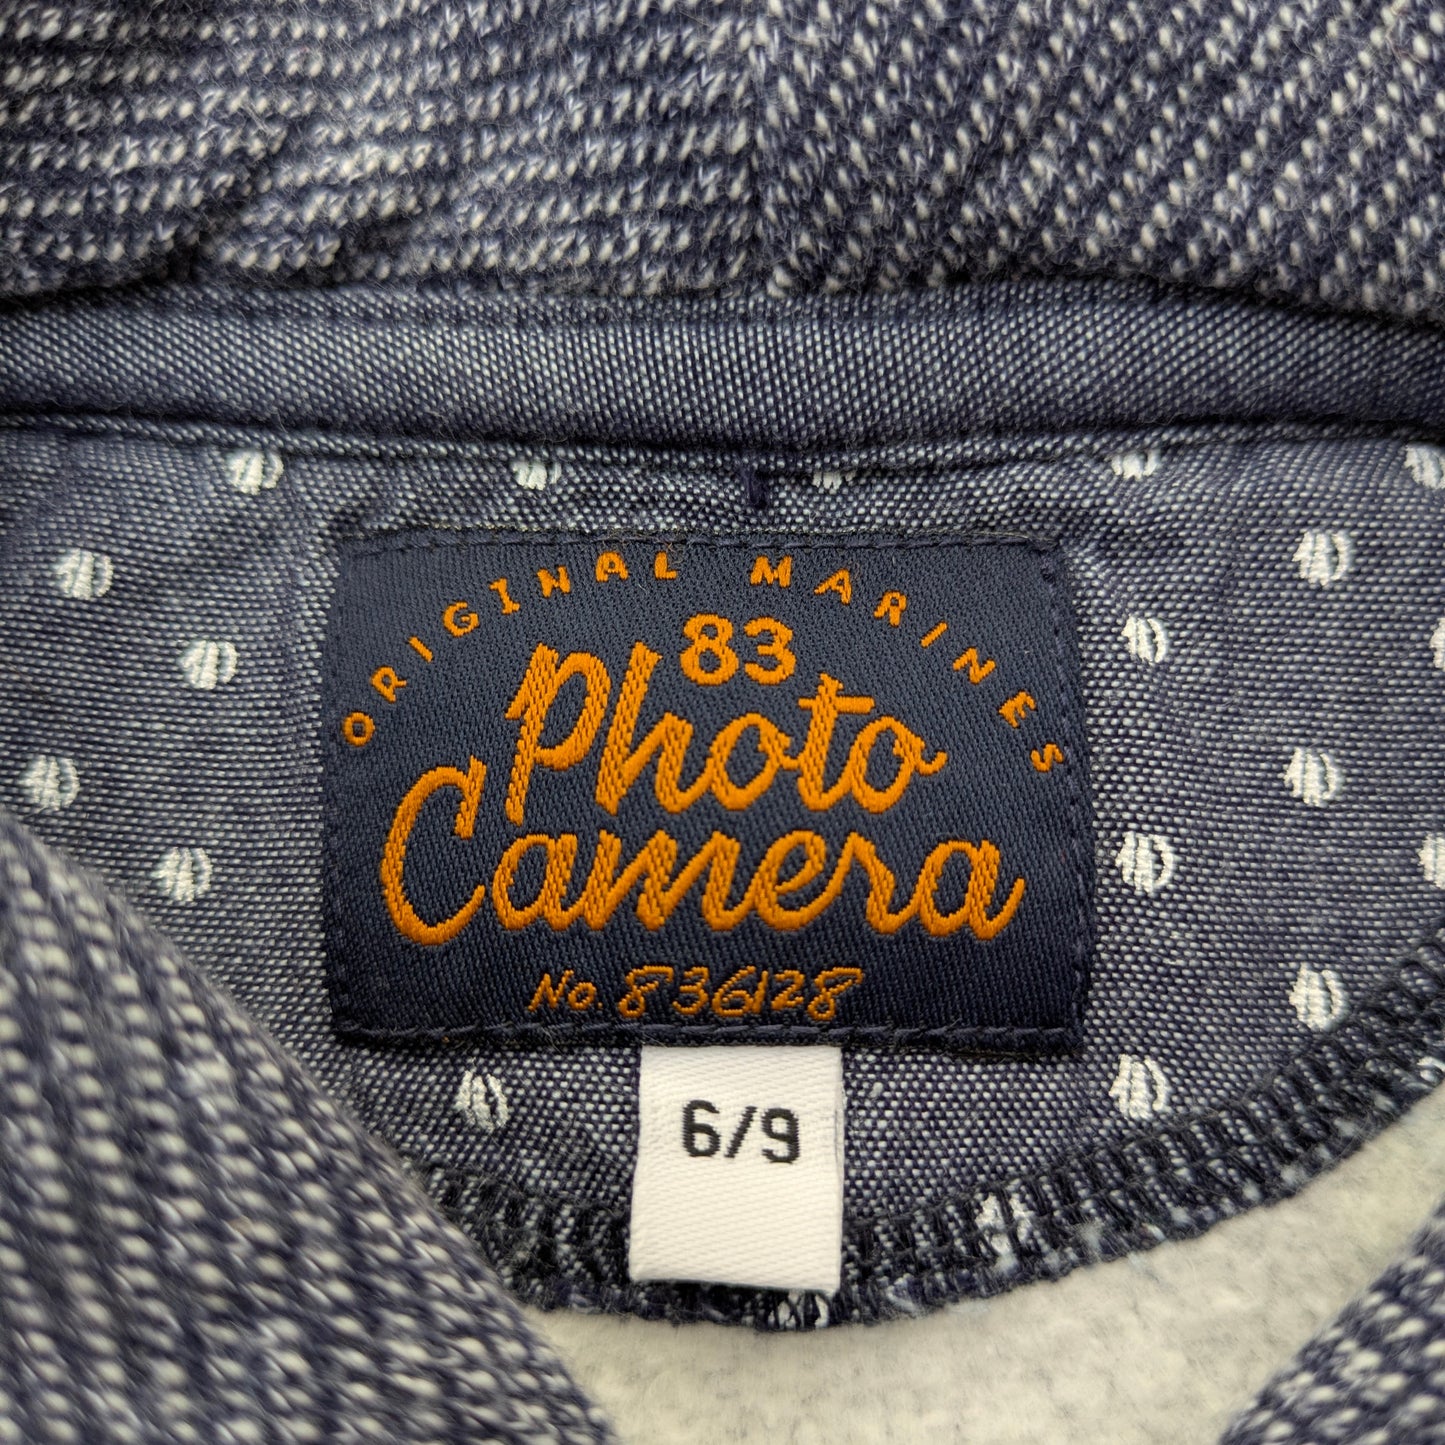 ORIGINAL MARINES
83
Photo
Camera
No. 836128
6/9